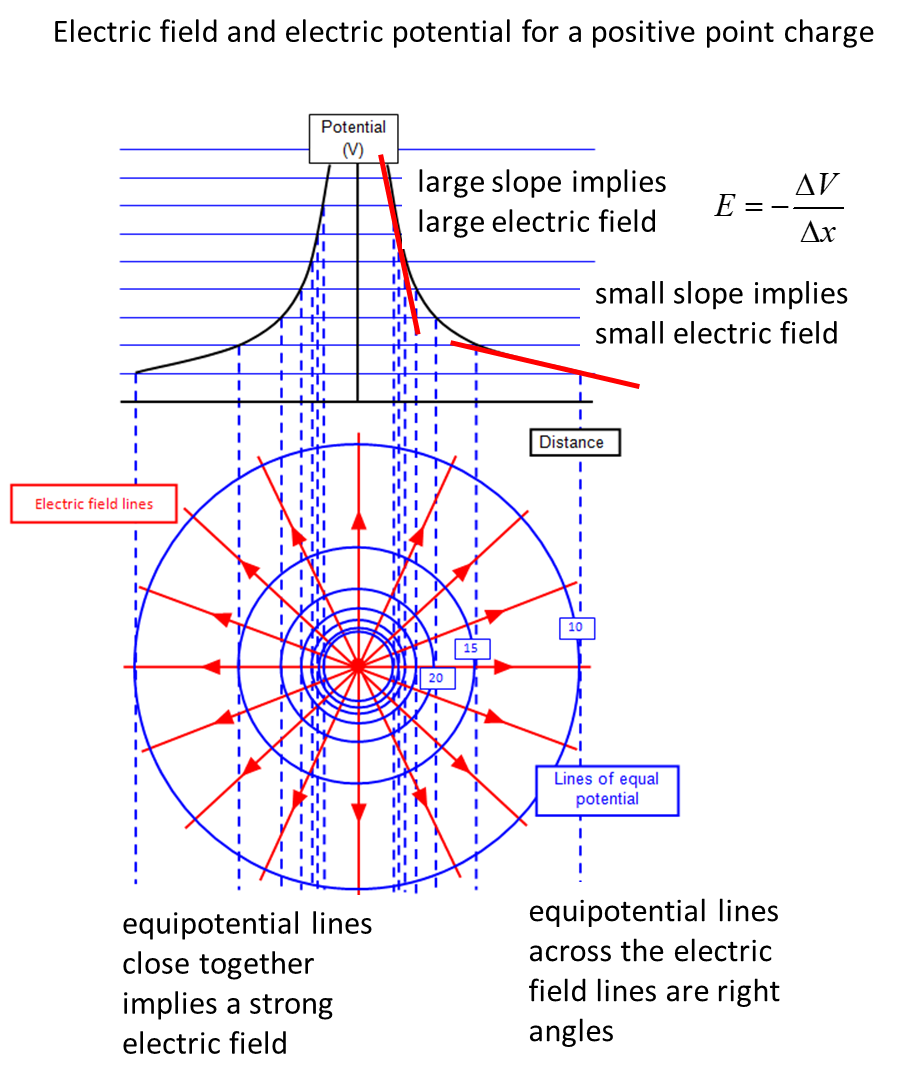 Electric field and electric potential for a positive point charge
Potential
(V)
large slope implies
large electric field
E = -ΔV/Δx
small slope implies
small electric field
Distance
Electric field lines
10
15
20
Lines of equal
potential
equipotential lines
close together
implies a strong
electric field
equipotential lines
across the electric
field lines are right
angles